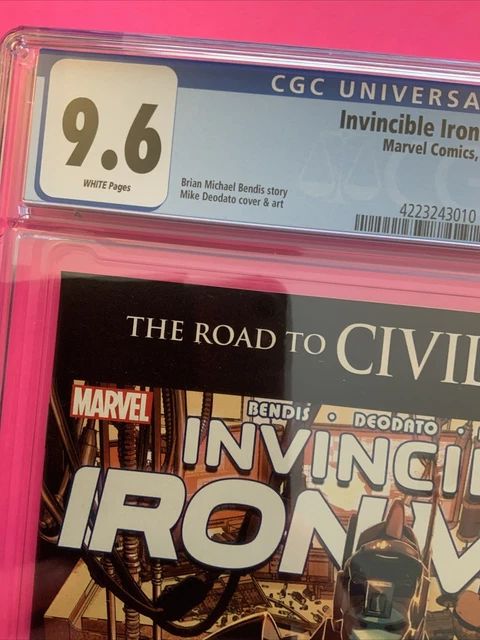 CGC UNIVERSA
9.6
WHITE Pages
Invincible Iron
Marvel Comics,
Brian Michael Bendis story
Mike Deodato cover & art
4223243010
THE ROAD TO CIVIL
MARVEL
BENDIS • DEODATO •
INVINCI
IRON M